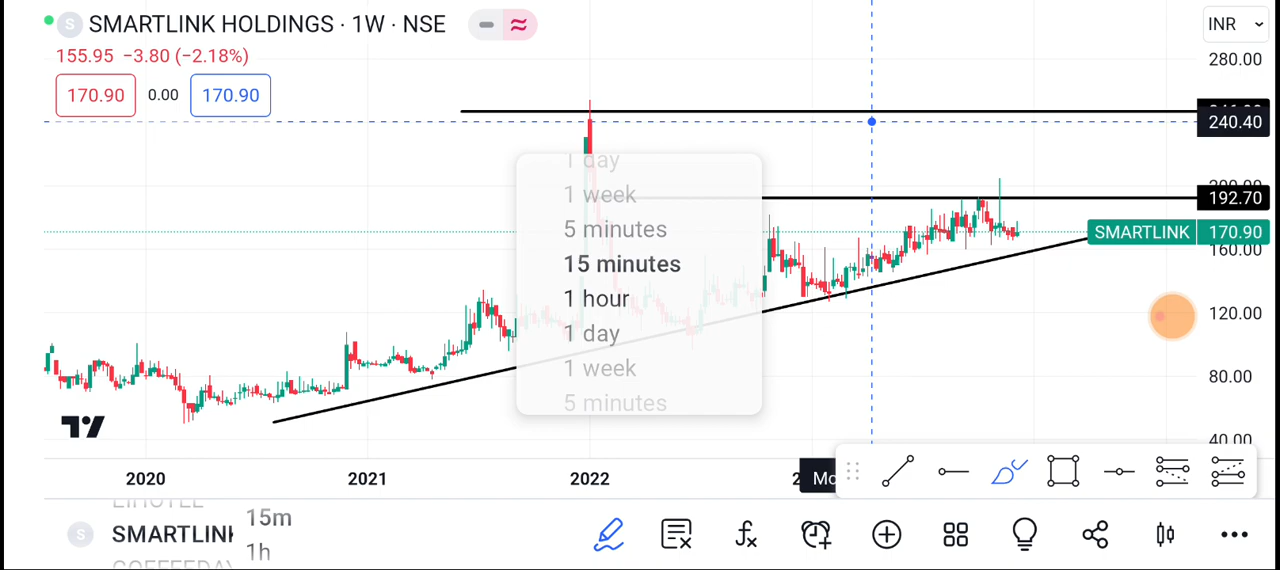 SMARTLINK HOLDINGS · 1W · NSE
155.95 −3.80 (−2.18%)
170.90 0.00 170.90
INR
280.00
240.40
200.00
192.70
SMARTLINK 170.90
160.00
120.00
80.00
40.00
1 day
1 week
5 minutes
15 minutes
1 hour
1 day
1 week
5 minutes
2020 2021 2022
Mo
SMARTLINK
15m
1h
COFFEEDAY